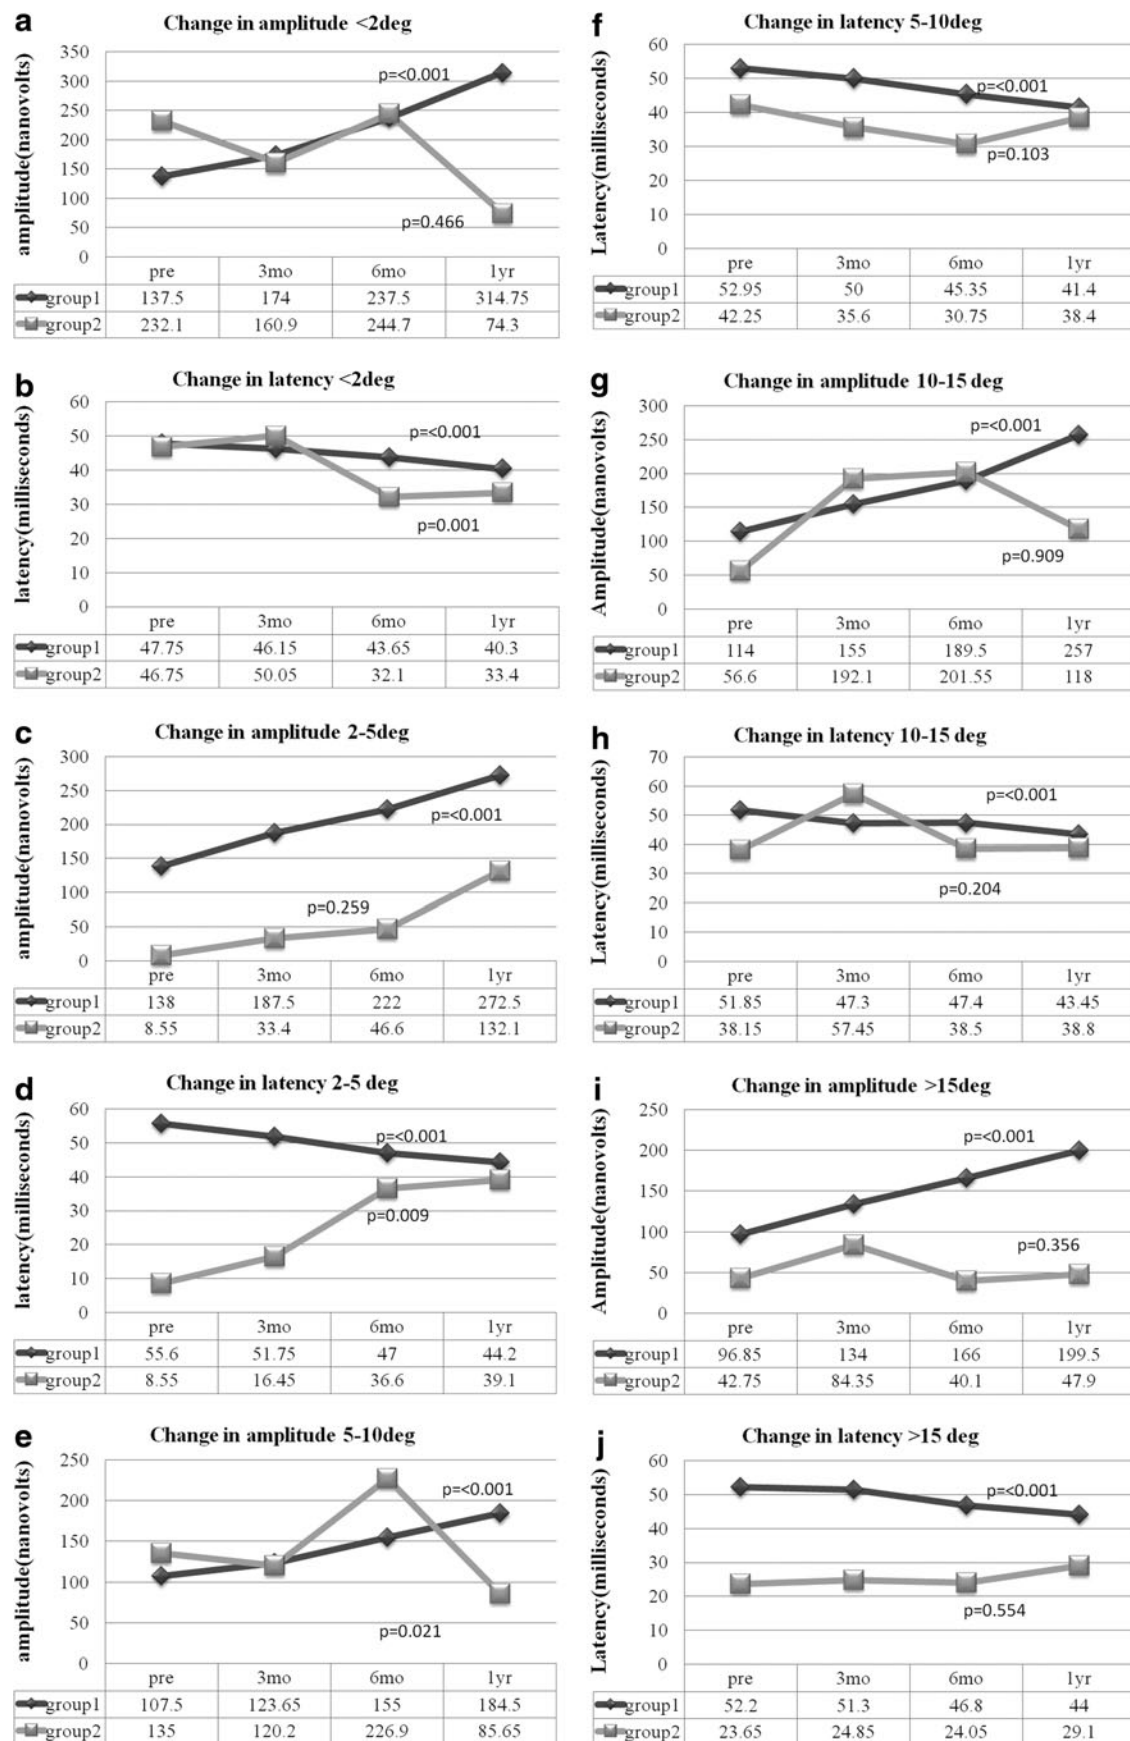 a
Change in amplitude <2deg
amplitude(nanovolts)
350
300
250
200
150
100
50
0
p=<0.001
p=0.466
pre 3mo 6mo 1yr
group1 137.5 174 237.5 314.75
group2 232.1 160.9 244.7 74.3
b
Change in latency <2deg
latency(milliseconds)
60
50
40
30
20
10
0
p=<0.001
p=0.001
pre 3mo 6mo 1yr
group1 47.75 46.15 43.65 40.3
group2 46.75 50.05 32.1 33.4
c
Change in amplitude 2-5deg
amplitude(nanovolts)
300
250
200
150
100
50
0
p=<0.001
p=0.259
pre 3mo 6mo 1yr
group1 138 187.5 222 272.5
group2 8.55 33.4 46.6 132.1
d
Change in latency 2-5 deg
latency(milliseconds)
60
50
40
30
20
10
0
p=<0.001
p=0.009
pre 3mo 6mo 1yr
group1 55.6 51.75 47 44.2
group2 8.55 16.45 36.6 39.1
e
Change in amplitude 5-10deg
amplitude(nanovolts)
250
200
150
100
50
0
p=<0.001
p=0.021
pre 3mo 6mo 1yr
group1 107.5 123.65 155 184.5
group2 135 120.2 226.9 85.65
f
Change in latency 5-10deg
Latency(milliseconds)
60
50
40
30
20
10
0
p=<0.001
p=0.103
pre 3mo 6mo 1yr
group1 52.95 50 45.35 41.4
group2 42.25 35.6 30.75 38.4
g
Change in amplitude 10-15 deg
Amplitude(nanovolts)
300
250
200
150
100
50
0
p=<0.001
p=0.909
pre 3mo 6mo 1yr
group1 114 155 189.5 257
group2 56.6 192.1 201.55 118
h
Change in latency 10-15 deg
Latency(milliseconds)
70
60
50
40
30
20
10
0
p=<0.001
p=0.204
pre 3mo 6mo 1yr
group1 51.85 47.3 47.4 43.45
group2 38.15 57.45 38.5 38.8
i
Change in amplitude >15deg
Amplitude(nanovolts)
250
200
150
100
50
0
p=<0.001
p=0.356
pre 3mo 6mo 1yr
group1 96.85 134 166 199.5
group2 42.75 84.35 40.1 47.9
j
Change in latency >15 deg
Latency(milliseconds)
60
50
40
30
20
10
0
p=<0.001
p=0.554
pre 3mo 6mo 1yr
group1 52.2 51.3 46.8 44
group2 23.65 24.85 24.05 29.1